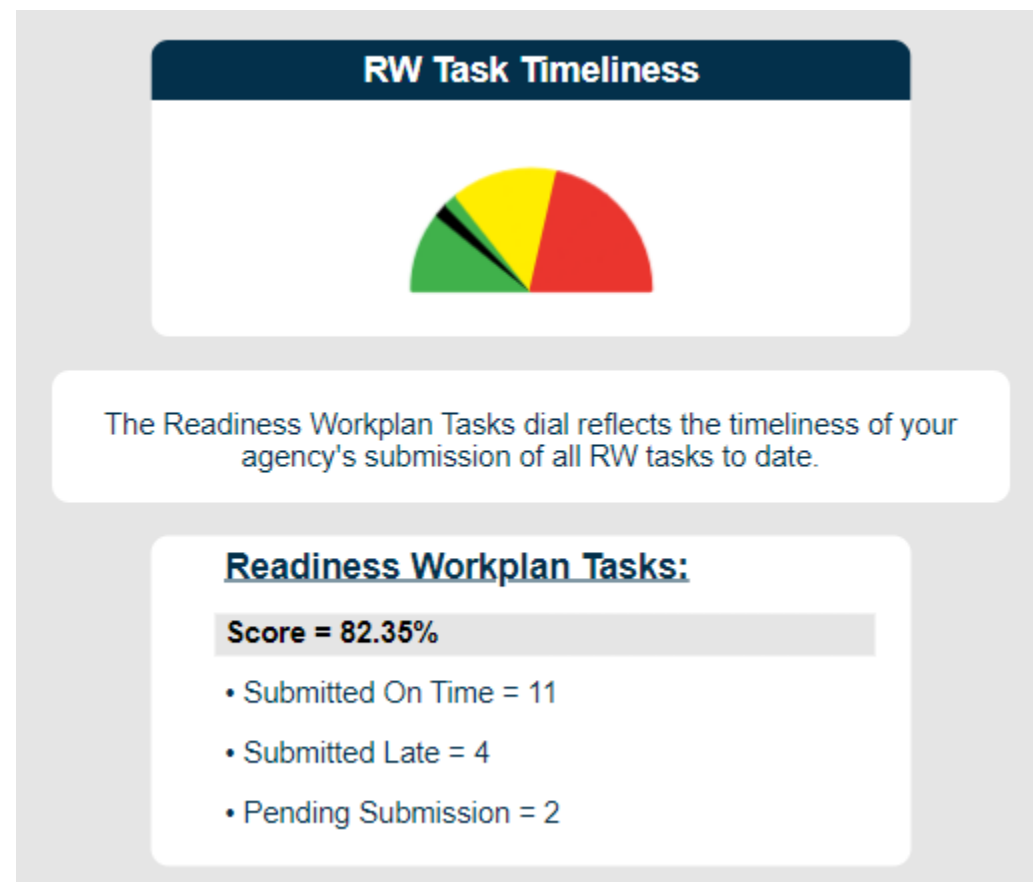 RW Task Timeliness
The Readiness Workplan Tasks dial reflects the timeliness of your
agency's submission of all RW tasks to date.
Readiness Workplan Tasks:
Score = 82.35%
• Submitted On Time = 11
• Submitted Late = 4
• Pending Submission = 2